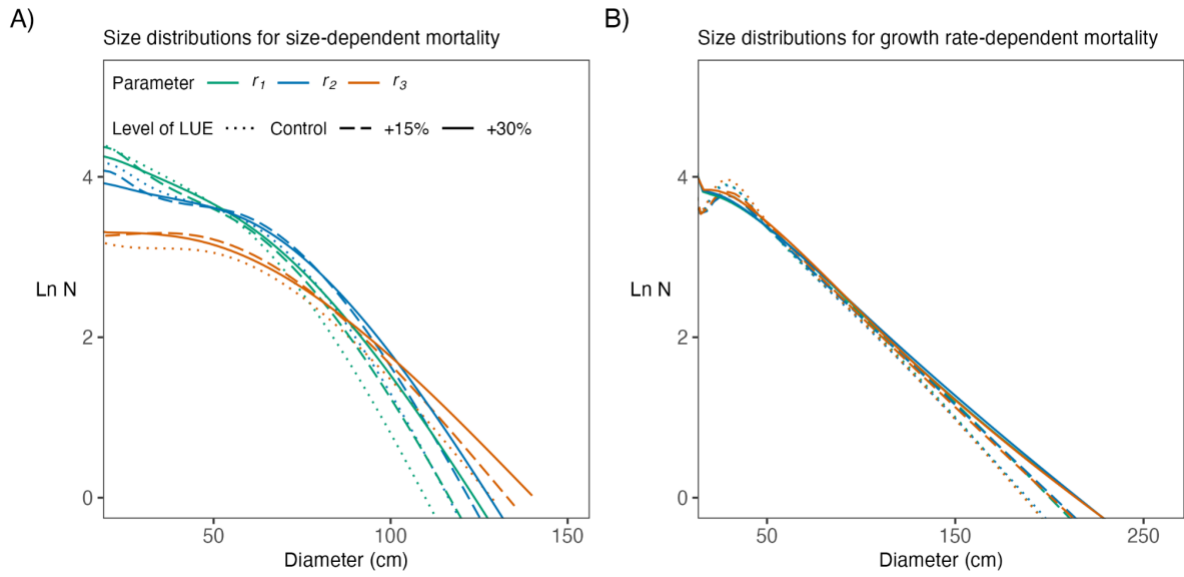 A)
Size distributions for size-dependent mortality
Parameter r1 r2 r3
Level of LUE Control +15% +30%
4
Ln N
2
0
50 100 150
Diameter (cm)
B)
Size distributions for growth rate-dependent mortality
4
Ln N
2
0
50 150 250
Diameter (cm)